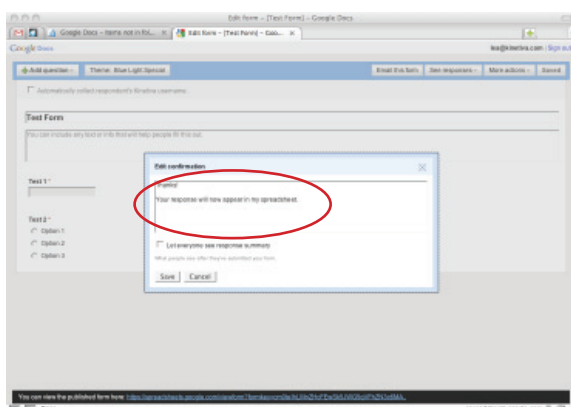 Edit form - [Test Form] - Google Docs
Google Docs - Items not in fol...
Edit form - [Test Form] - Goo...
Google Docs
Sign out
Add question
Theme: Blue Light Special
Email this form
See responses
More actions
Saved
Automatically collect respondent's Kinetiva username
Test Form
You can include any text or info that will help people fill this out.
Edit confirmation
Thanks!
Your response will now appear in my spreadsheet.
Let everyone see response summary
What people see after they've submitted your form.
Save
Cancel
Test 1 *
Test 2 *
Option 1
Option 2
Option 3
You can view the published form here: